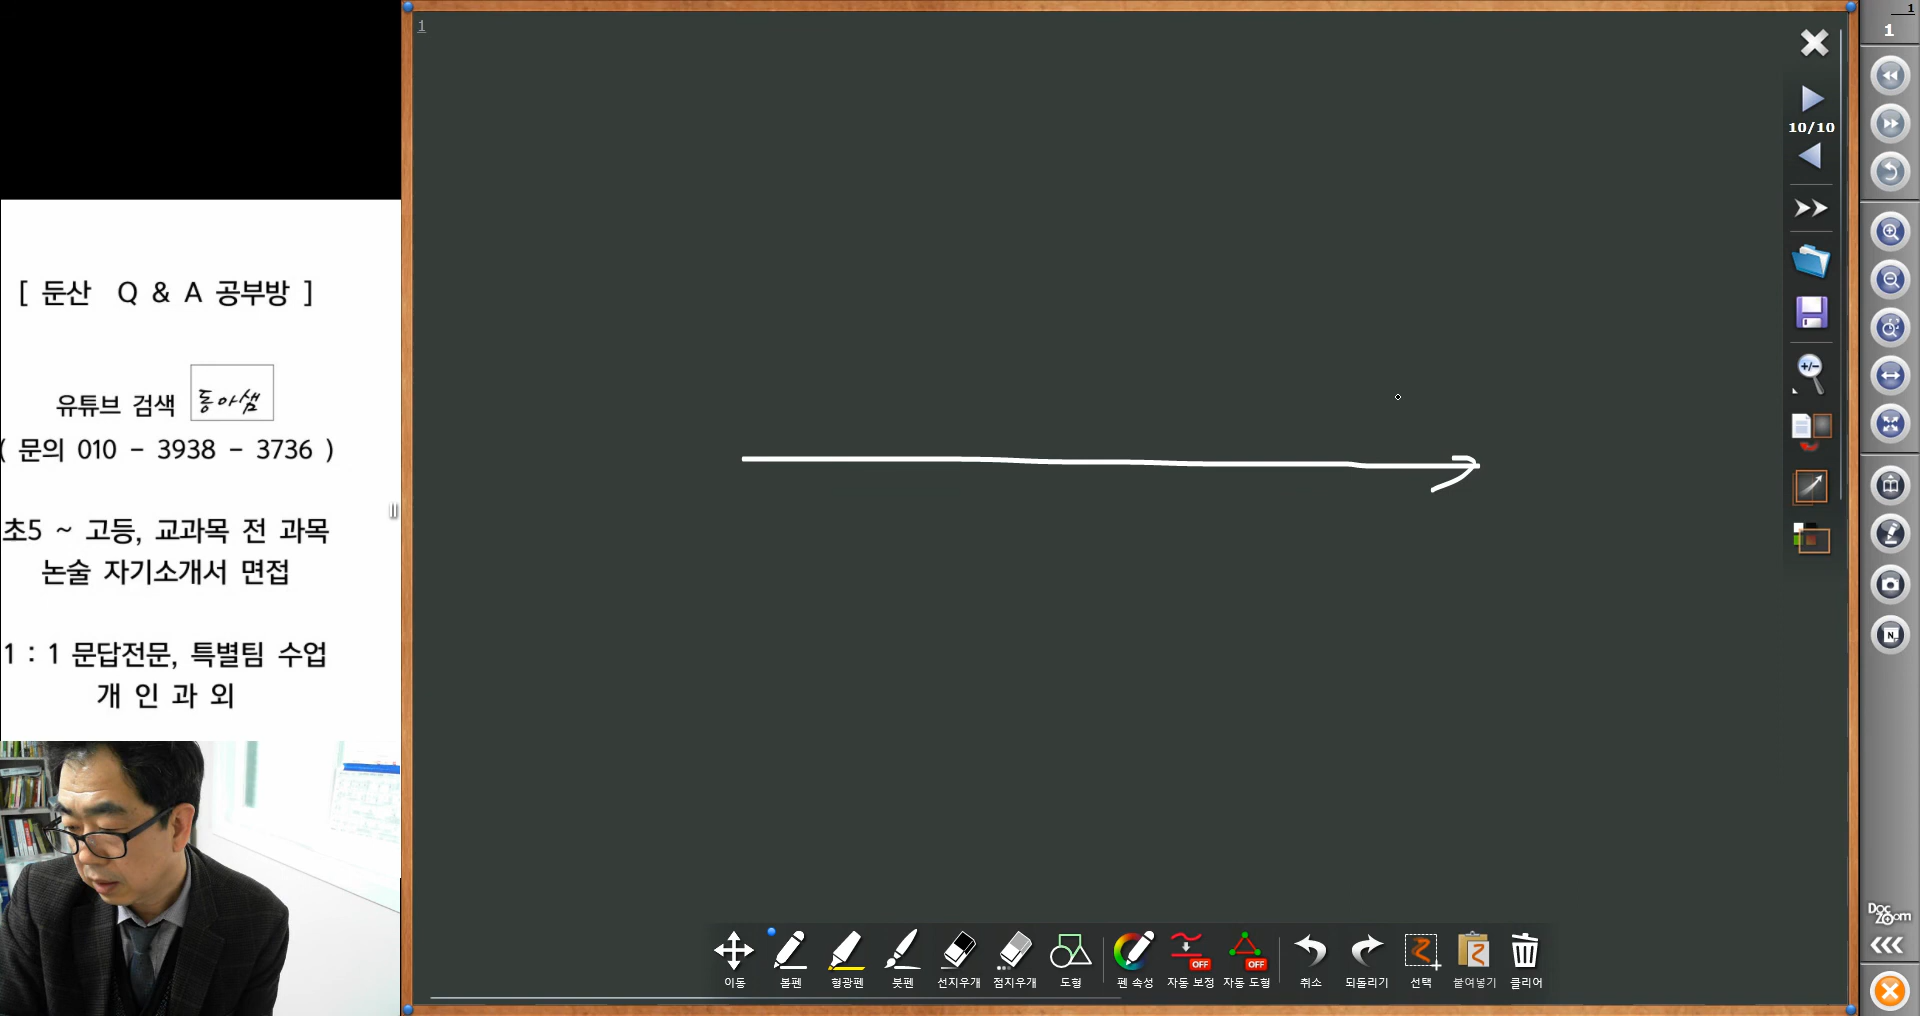 1
1
1
10/10
[ 둔산 Q & A 공부방 ]
유튜브 검색 동아샘
( 문의 010 - 3938 - 3736 )
초5 ~ 고등, 교과목 전 과목
논술 자기소개서 면접
1 : 1 문답전문, 특별팀 수업
개 인 과 외
+/-
N
Doc Zoom
OFF
OFF
이동 볼펜 형광펜 붓펜 선지우개 점지우개 도형 펜 속성 자동 보정 자동 도형 취소 되돌리기 선택 붙여넣기 클리어